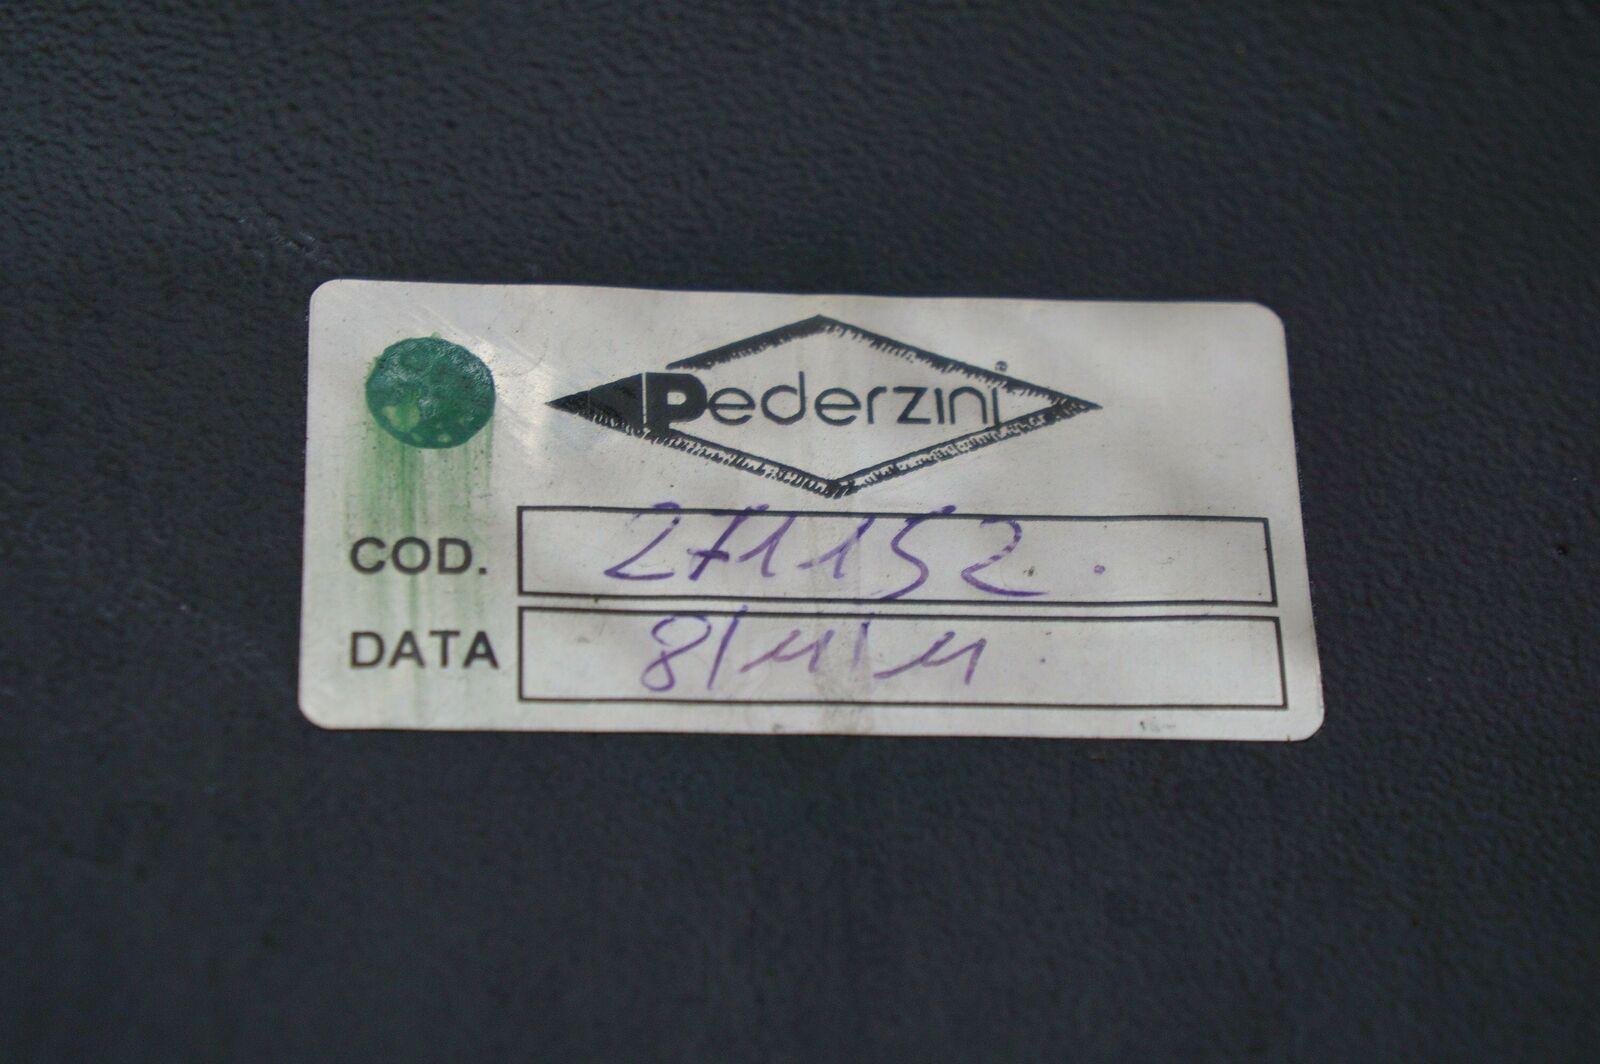 Pederzini®
COD. 271152.
DATA 8/11/11.